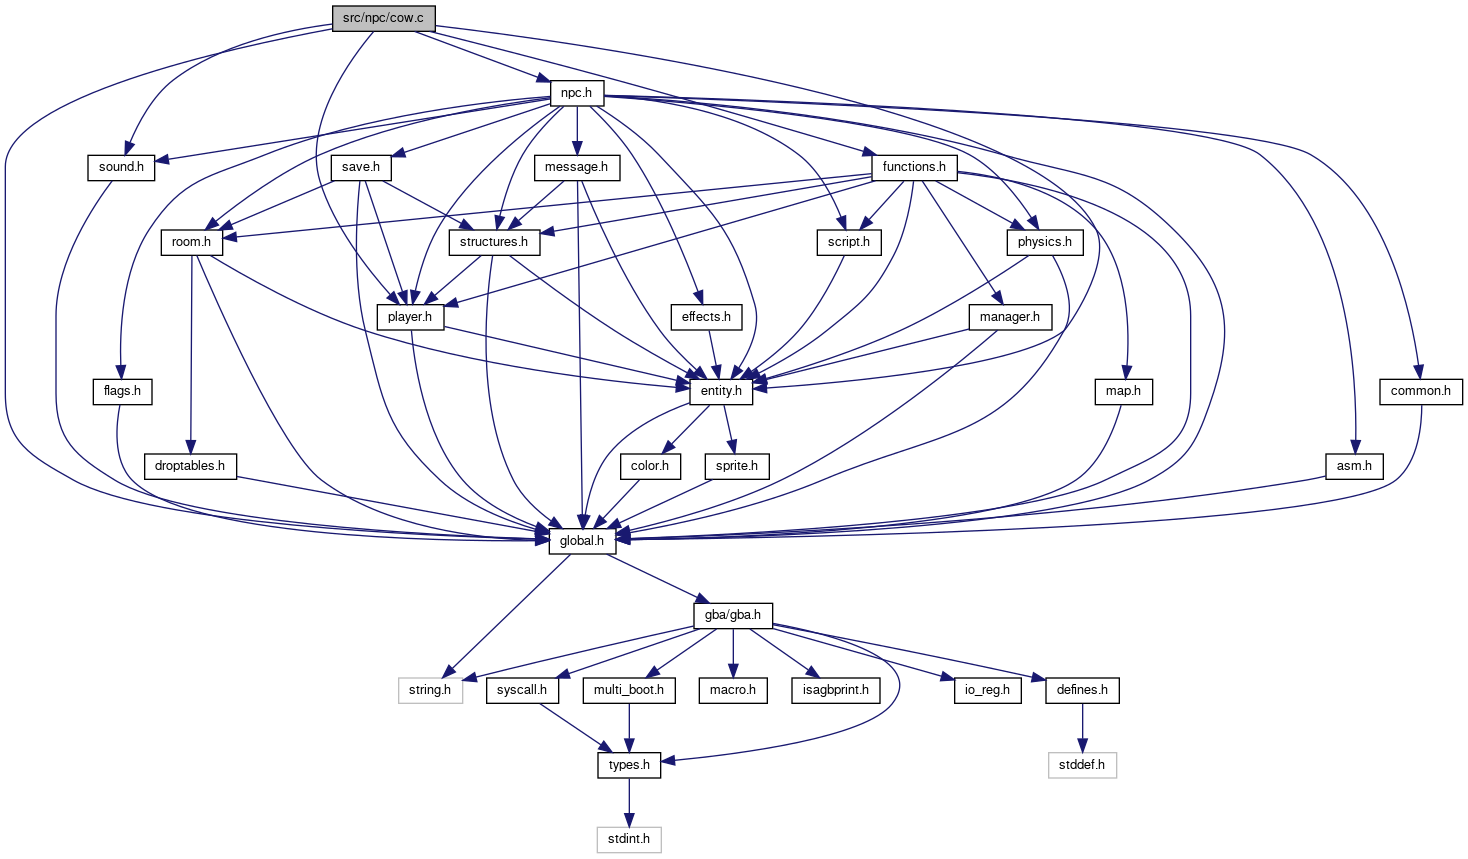 src/npc/cow.c
npc.h
sound.h
save.h
message.h
functions.h
room.h
structures.h
script.h
physics.h
player.h
effects.h
manager.h
flags.h
entity.h
map.h
common.h
droptables.h
color.h
sprite.h
asm.h
global.h
gba/gba.h
string.h
syscall.h
multi_boot.h
macro.h
isagbprint.h
io_reg.h
defines.h
types.h
stddef.h
stdint.h